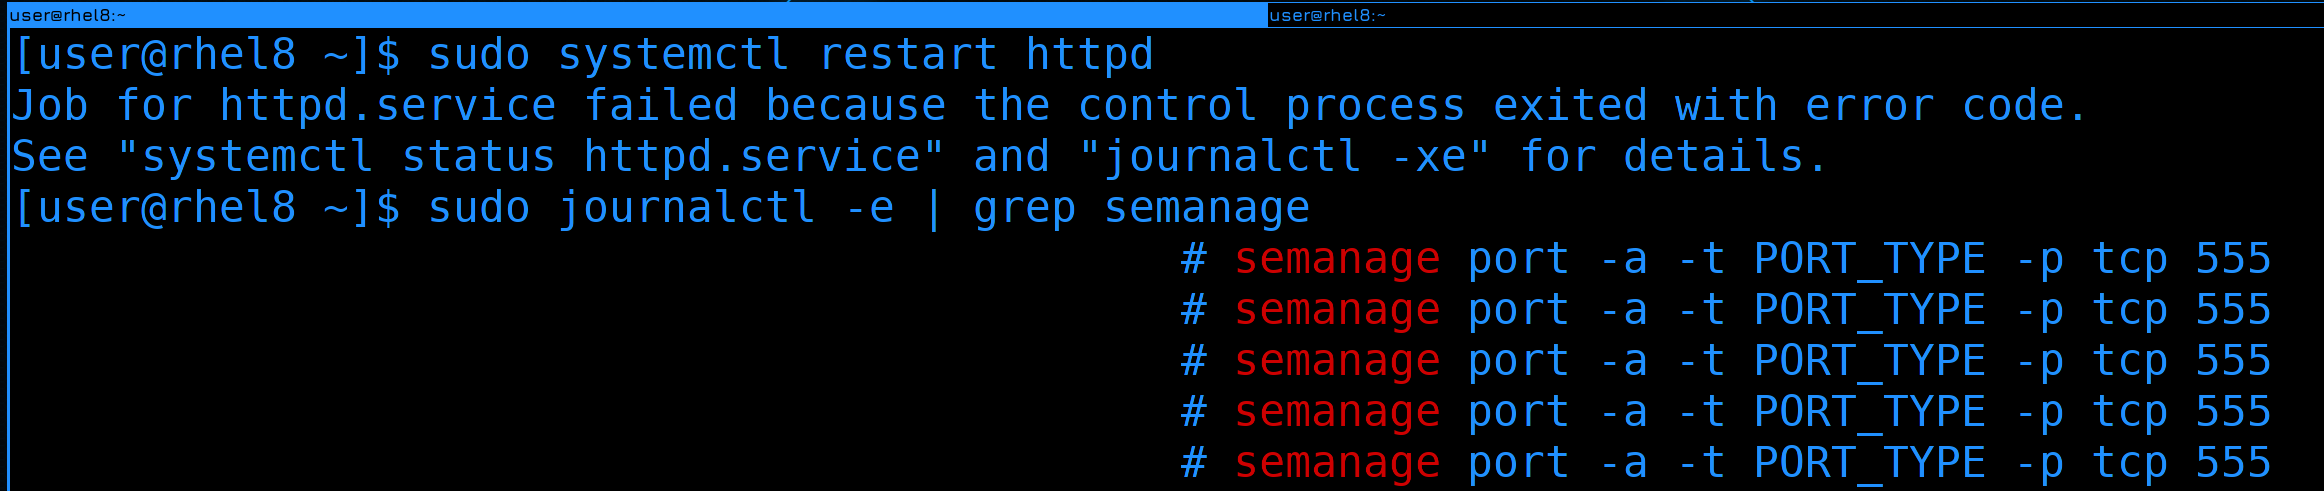 user@rhel8:~ user@rhel8:~
[user@rhel8 ~]$ sudo systemctl restart httpd
Job for httpd.service failed because the control process exited with error code.
See "systemctl status httpd.service" and "journalctl -xe" for details.
[user@rhel8 ~]$ sudo journalctl -e | grep semanage
# semanage port -a -t PORT_TYPE -p tcp 555
# semanage port -a -t PORT_TYPE -p tcp 555
# semanage port -a -t PORT_TYPE -p tcp 555
# semanage port -a -t PORT_TYPE -p tcp 555
# semanage port -a -t PORT_TYPE -p tcp 555